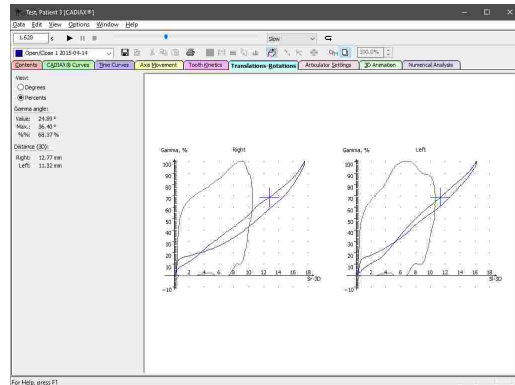 Test, Patient 3 [CADIAX®]
Data Edit View Options Window Help
1.620 s Slow
Open/Close 1 2015-04-14 100.0%
Contents CADIAX® Curves Time Curves Axis Movement Tooth Kinetics Translations-Rotations Articulator Settings 3D Animation Numerical Analysis
View:
Degrees
Percents
Gamma angle:
Value: 24.89 °
Max.: 36.40 °
%%: 68.37 %
Distance (3D):
Right: 12.77 mm
Left: 11.32 mm
Gamma, % Right
100
90
80
70
60
50
40
30
20
10
0 2 4 6 8 10 12 14 16 18
-10
S-3D
Gamma, % Left
100
90
80
70
60
50
40
30
20
10
0 2 4 6 8 10 12 14 16 18
-10
S-3D
For Help, press F1